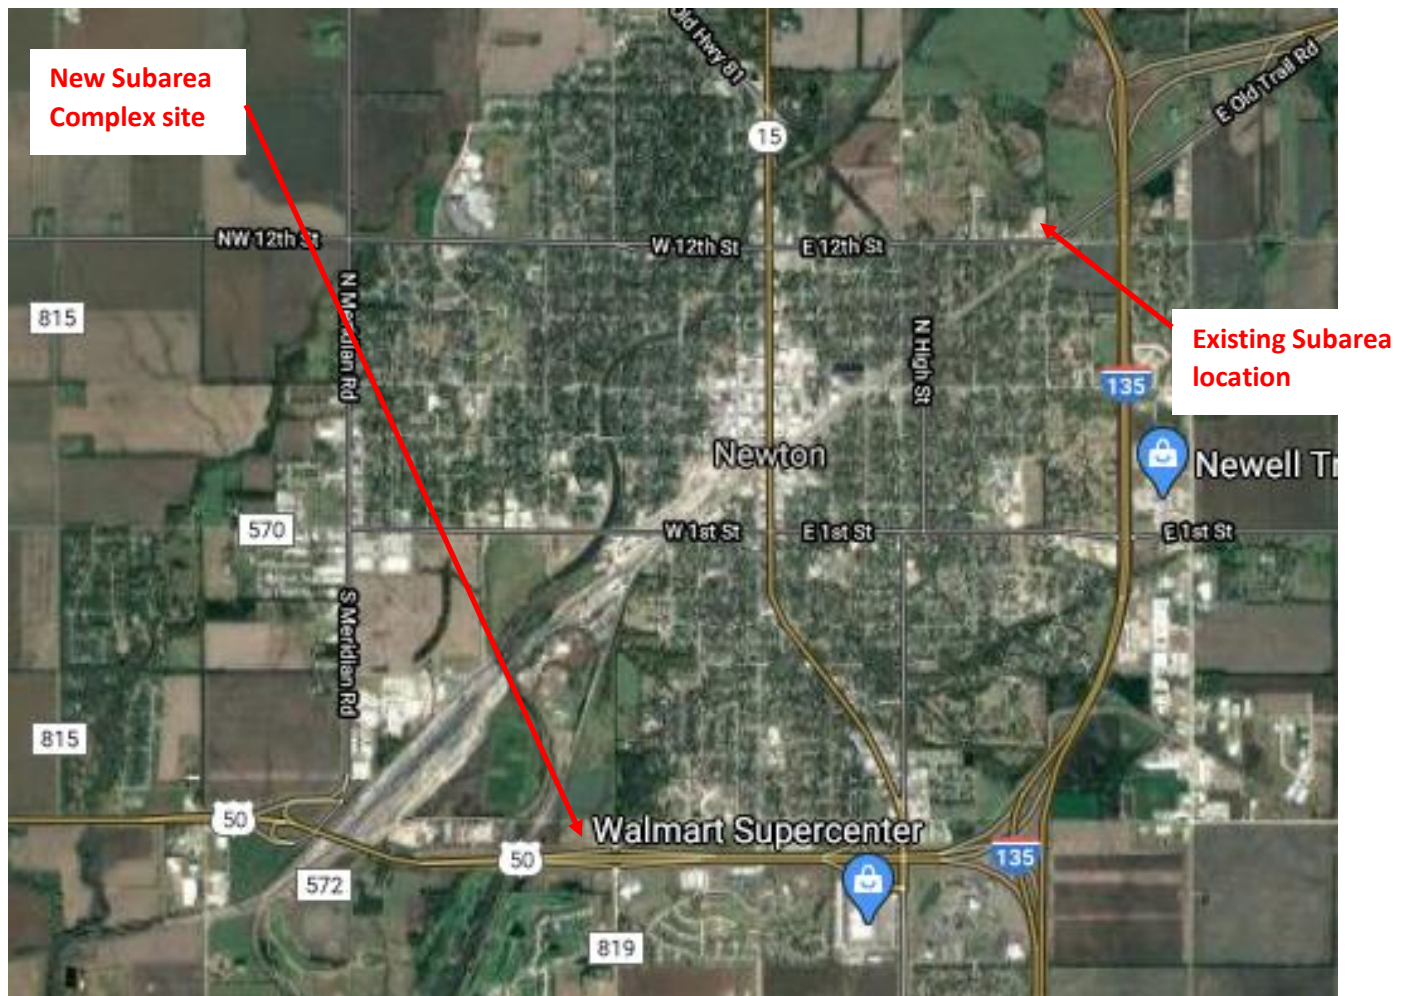 New Subarea
Complex site
Old Hwy 81
15
E Old Trail Rd
NW 12th St
W 12th St
E 12th St
N Meridian Rd
815
N High St
Existing Subarea
location
135
Newton
Newell Tr
570
W 1st St
E 1st St
E 1st St
S Meridian Rd
815
50
Walmart Supercenter
50
135
572
819